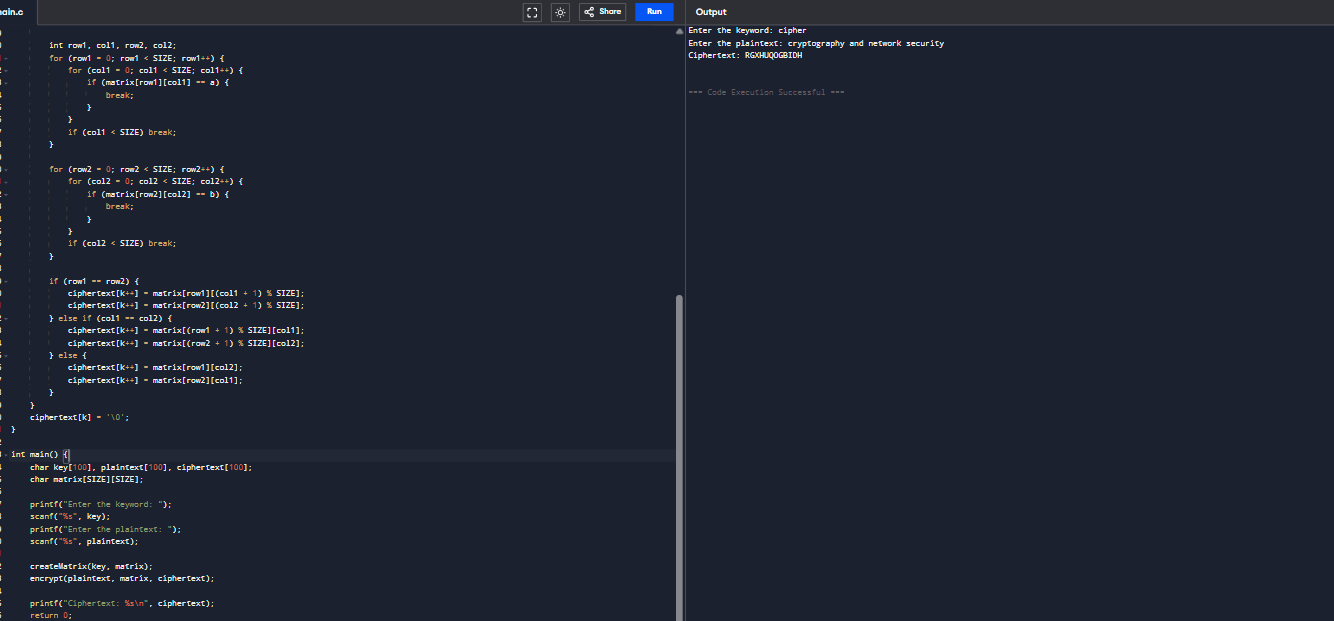 main.c
Share
Run
Output
int row1, col1, row2, col2;
for (row1 = 0; row1 < SIZE; row1++) {
for (col1 = 0; col1 < SIZE; col1++) {
if (matrix[row1][col1] == a) {
break;
}
}
if (col1 < SIZE) break;
}
for (row2 = 0; row2 < SIZE; row2++) {
for (col2 = 0; col2 < SIZE; col2++) {
if (matrix[row2][col2] == b) {
break;
}
}
if (col2 < SIZE) break;
}
if (row1 == row2) {
ciphertext[k++] = matrix[row1][(col1 + 1) % SIZE];
ciphertext[k++] = matrix[row2][(col2 + 1) % SIZE];
} else if (col1 == col2) {
ciphertext[k++] = matrix[(row1 + 1) % SIZE][col1];
ciphertext[k++] = matrix[(row2 + 1) % SIZE][col2];
} else {
ciphertext[k++] = matrix[row1][col2];
ciphertext[k++] = matrix[row2][col1];
}
}
ciphertext[k] = '\0';
}
int main() {
char key[100], plaintext[100], ciphertext[100];
char matrix[SIZE][SIZE];
printf("Enter the keyword: ");
scanf("%s", key);
printf("Enter the plaintext: ");
scanf("%s", plaintext);
createMatrix(key, matrix);
encrypt(plaintext, matrix, ciphertext);
printf("Ciphertext: %s\n", ciphertext);
return 0;
Enter the keyword: cipher
Enter the plaintext: cryptography and network security
Ciphertext: RGXHUQOGBIDH
=== Code Execution Successful ===